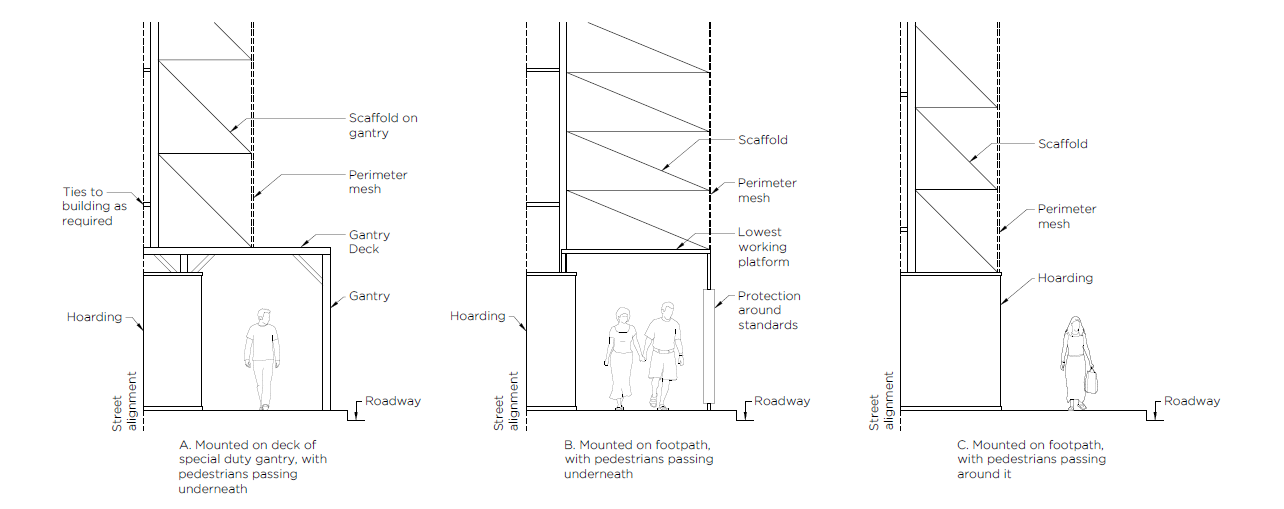 Scaffold on
gantry
Perimeter
mesh
Ties to
building as
required
Gantry
Deck
Gantry
Hoarding
Street
alignment
Roadway
A. Mounted on deck of
special duty gantry, with
pedestrians passing
underneath
Scaffold
Perimeter
mesh
Lowest
working
platform
Protection
around
standards
Hoarding
Street
alignment
Roadway
B. Mounted on footpath,
with pedestrians passing
underneath
Scaffold
Perimeter
mesh
Hoarding
Street
alignment
Roadway
C. Mounted on footpath,
with pedestrians passing
around it